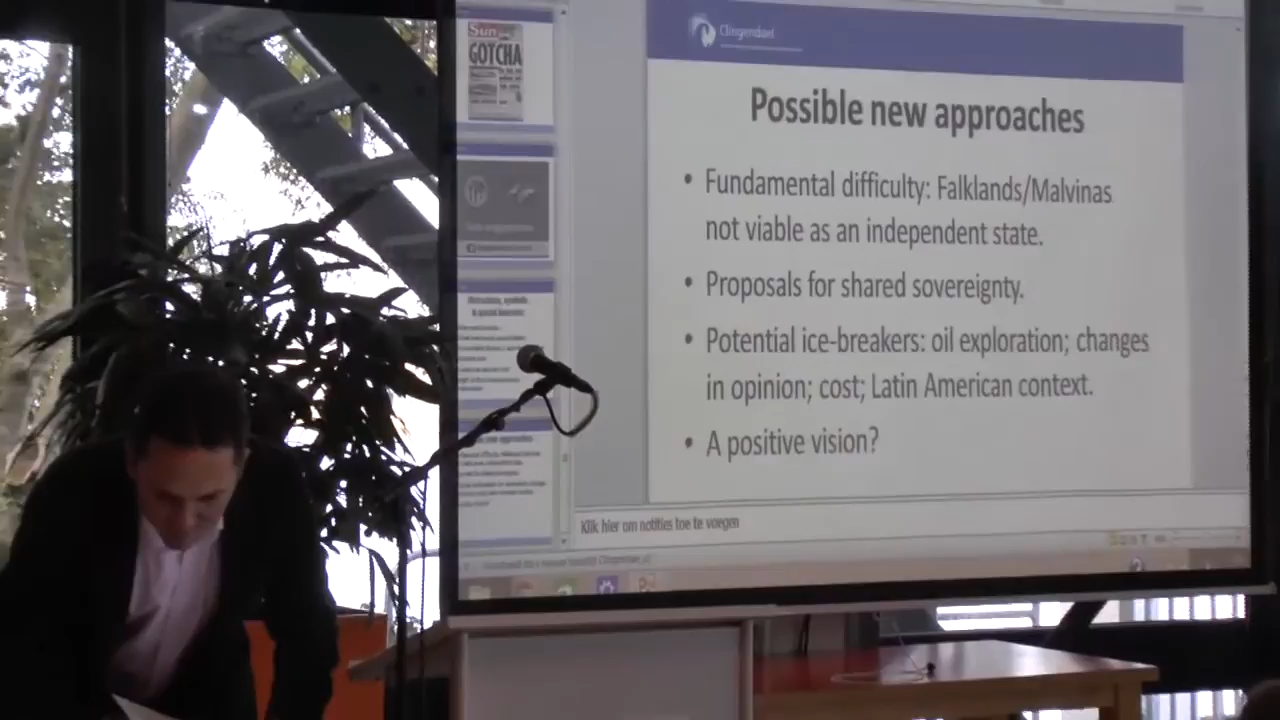 Sun
GOTCHA
Clingendael
Possible new approaches
• Fundamental difficulty: Falklands/Malvinas
not viable as an independent state.
• Proposals for shared sovereignty.
• Potential ice-breakers: oil exploration; changes
in opinion; cost; Latin American context.
• A positive vision?
Klik hier om notities toe te voegen